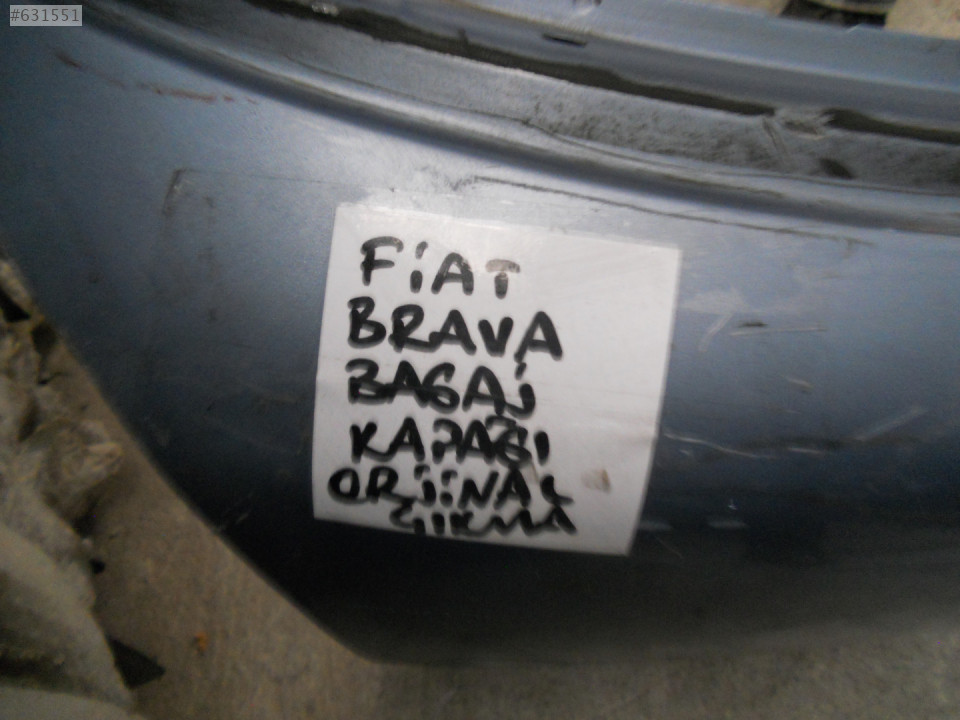 #631551
FiAT
BRAVA
BAGAj
KAPAĞI
ORjiNAL
ÇIKMA